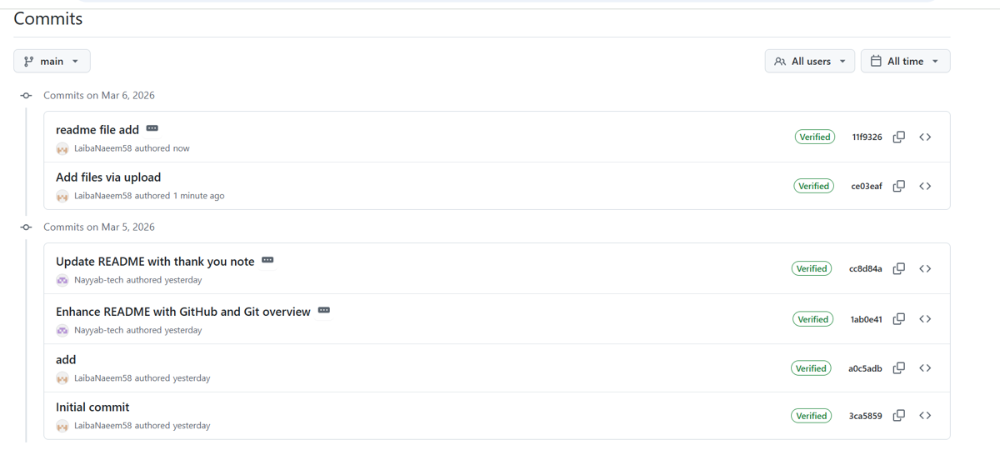 Commits
main
All users
All time
Commits on Mar 6, 2026
readme file add
LaibaNaeem58 authored now
Verified
11f9326
Add files via upload
LaibaNaeem58 authored 1 minute ago
Verified
ce03eaf
Commits on Mar 5, 2026
Update README with thank you note
Nayyab-tech authored yesterday
Verified
cc8d84a
Enhance README with GitHub and Git overview
Nayyab-tech authored yesterday
Verified
1ab0e41
add
LaibaNaeem58 authored yesterday
Verified
a0c5adb
Initial commit
LaibaNaeem58 authored yesterday
Verified
3ca5859